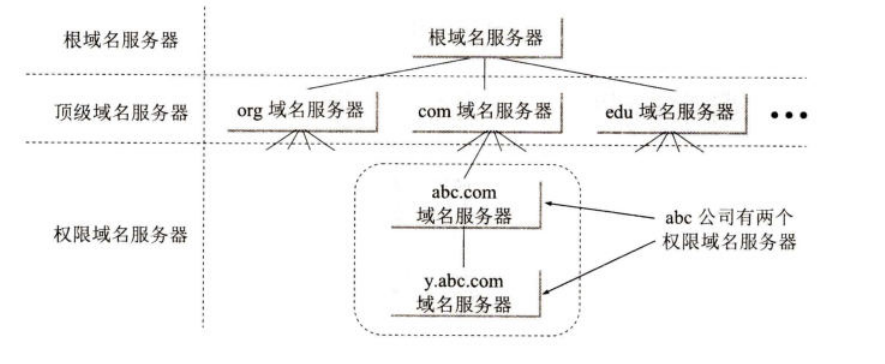 根域名服务器
根域名服务器
顶级域名服务器
org 域名服务器
com 域名服务器
edu 域名服务器
•••
权限域名服务器
abc.com
域名服务器
abc 公司有两个
权限域名服务器
y.abc.com
域名服务器